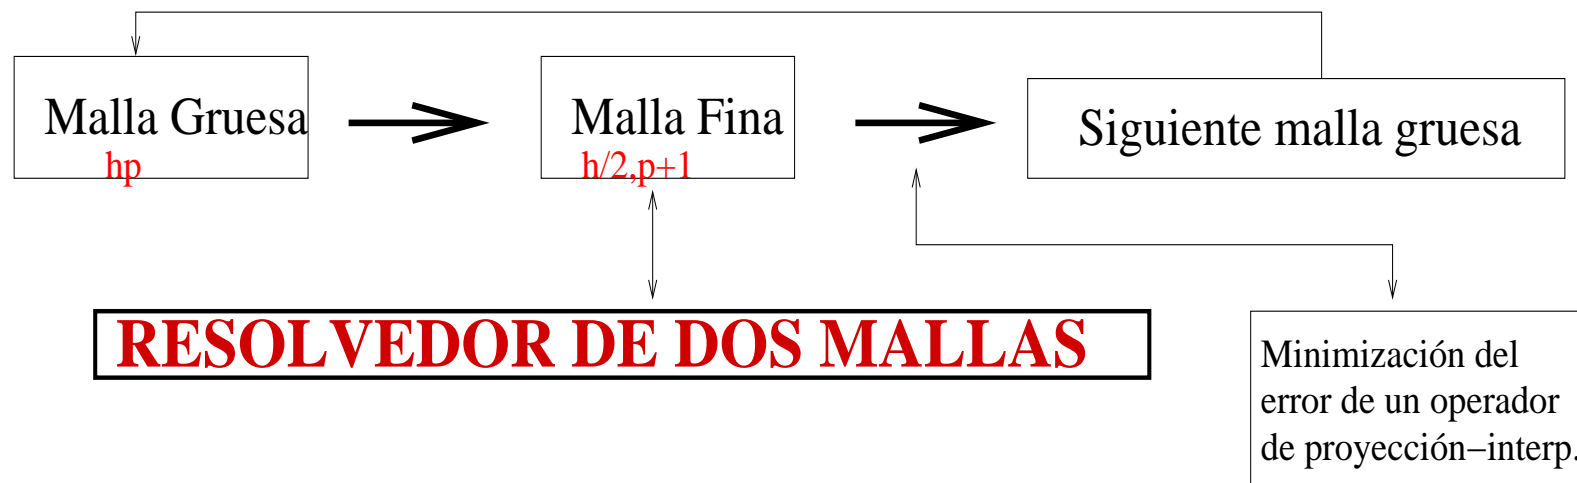 Malla Gruesa
hp
Malla Fina
h/2,p+1
Siguiente malla gruesa
RESOLVEDOR DE DOS MALLAS
Minimización del
error de un operador
de proyección−interp.